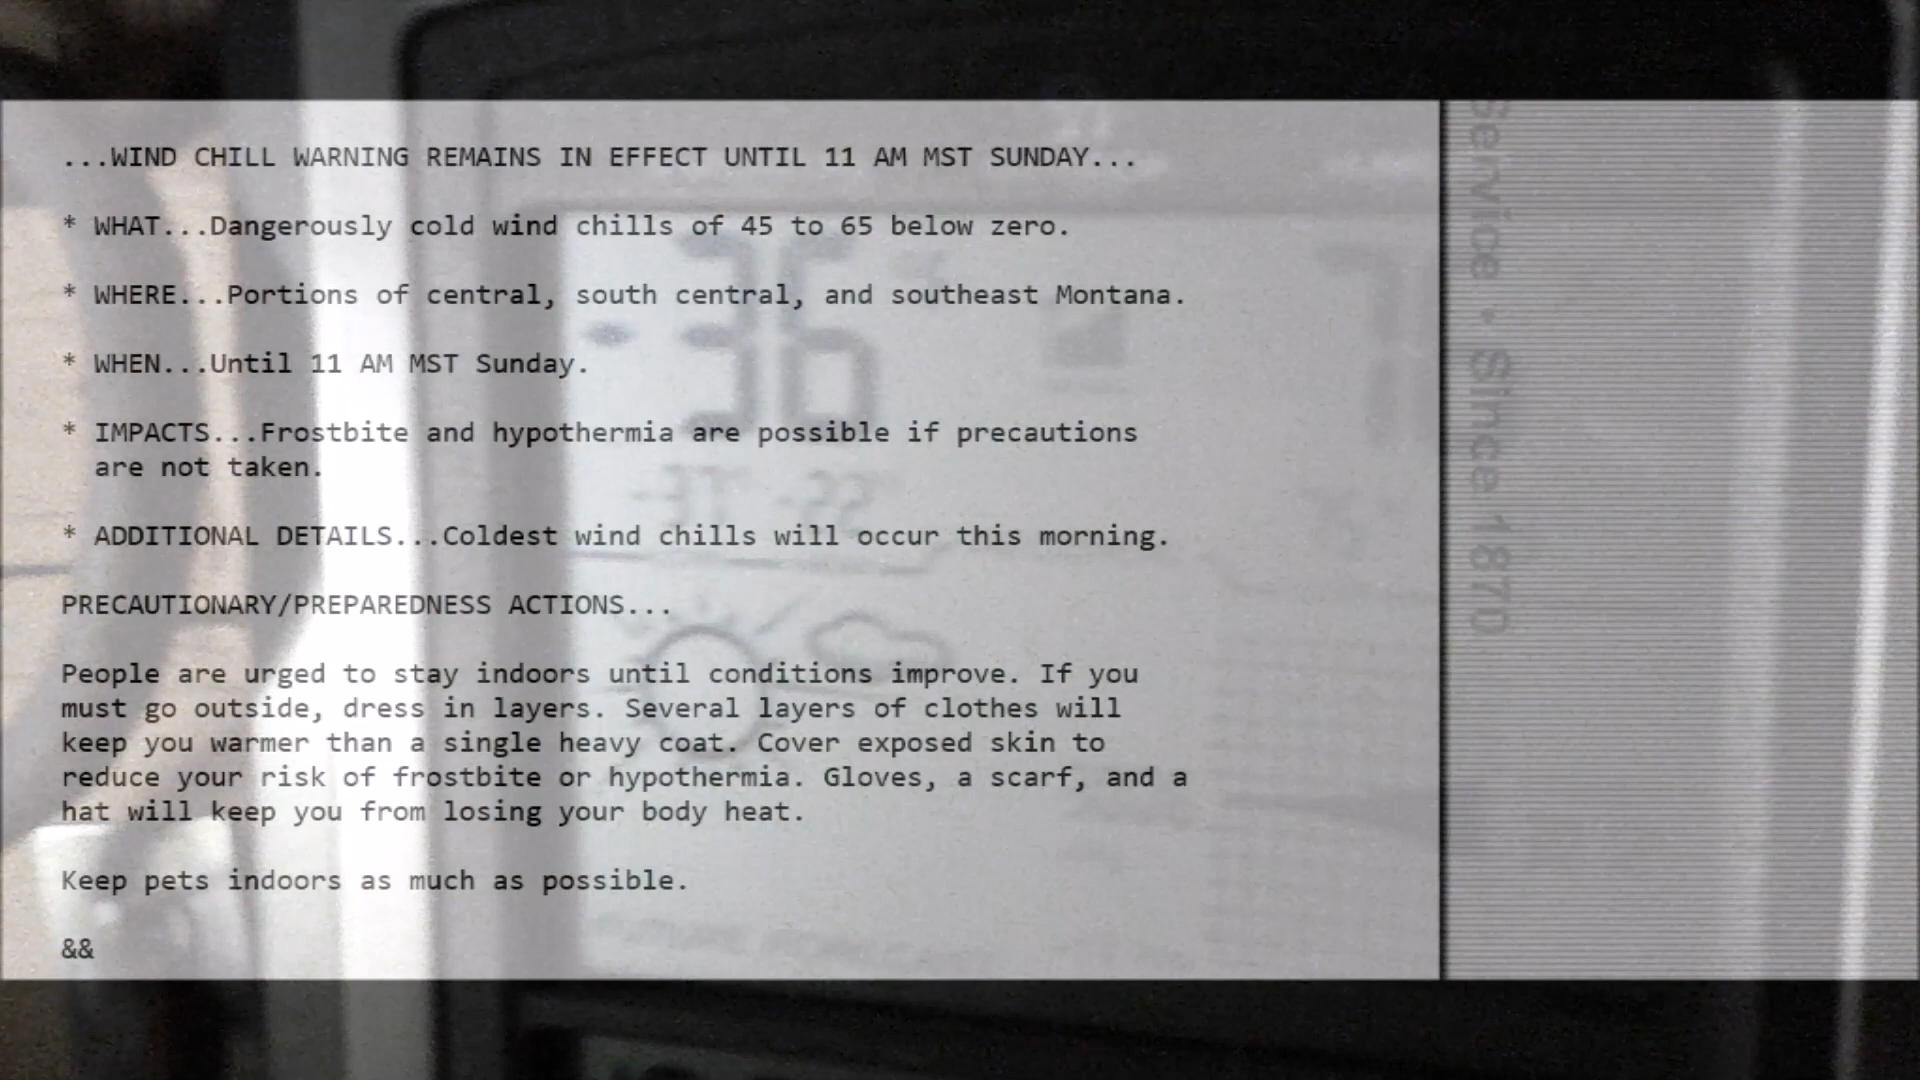 ...WIND CHILL WARNING REMAINS IN EFFECT UNTIL 11 AM MST SUNDAY...
* WHAT...Dangerously cold wind chills of 45 to 65 below zero.
* WHERE...Portions of central, south central, and southeast Montana.
* WHEN...Until 11 AM MST Sunday.
* IMPACTS...Frostbite and hypothermia are possible if precautions
are not taken.
* ADDITIONAL DETAILS...Coldest wind chills will occur this morning.
PRECAUTIONARY/PREPAREDNESS ACTIONS...
People are urged to stay indoors until conditions improve. If you
must go outside, dress in layers. Several layers of clothes will
keep you warmer than a single heavy coat. Cover exposed skin to
reduce your risk of frostbite or hypothermia. Gloves, a scarf, and a
hat will keep you from losing your body heat.
Keep pets indoors as much as possible.
&&
Service • Since 1870
-36